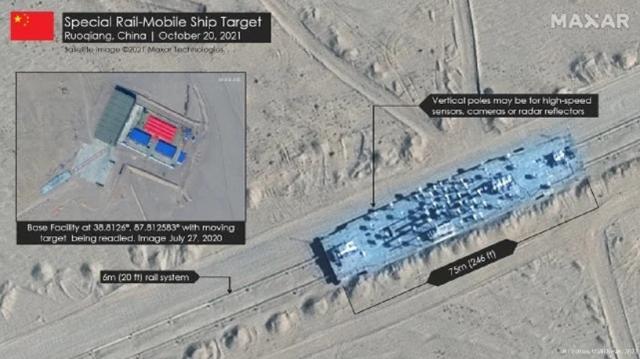 Special Rail-Mobile Ship Target
Ruoqiang, China | October 20, 2021
Satellite image ©2021 Maxar Technologies
MAXAR
MAXAR
Vertical poles may be for high-speed
sensors, cameras or radar reflectors
Base Facility at 38.8126°, 87.812583° with moving
target being readied. Image July 27, 2020
6m (20 ft) rail system
75m (246 ft)